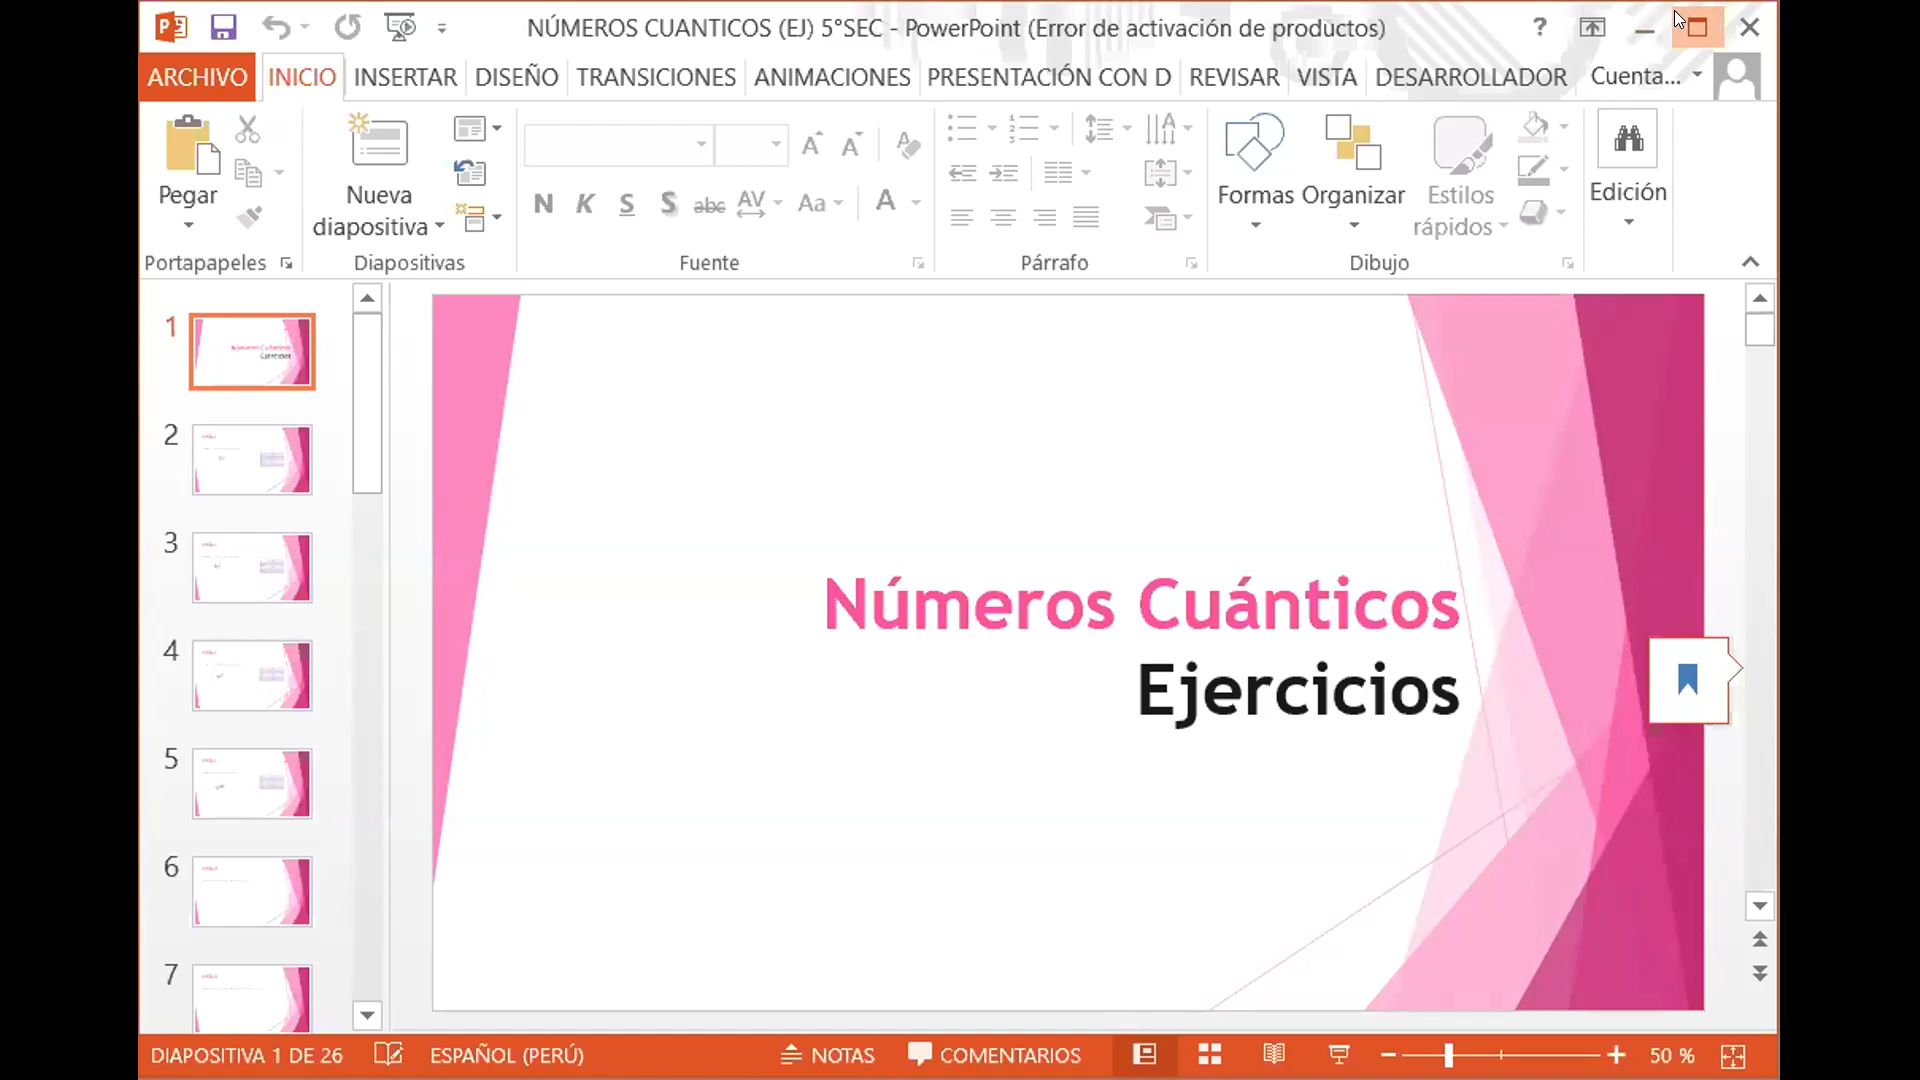 NÚMEROS CUANTICOS (EJ) 5°SEC - PowerPoint (Error de activación de productos)
ARCHIVO INICIO INSERTAR DISEÑO TRANSICIONES ANIMACIONES PRESENTACIÓN CON D REVISAR VISTA DESARROLLADOR Cuenta...
Pegar
Nueva
diapositiva
N K S S abc AV Aa A
Formas Organizar
Estilos
rápidos
Edición
Portapapeles Diapositivas Fuente Párrafo Dibujo
1
2
3
4
5
6
7
Números Cuánticos
Ejercicios
DIAPOSITIVA 1 DE 26 ESPAÑOL (PERÚ) NOTAS COMENTARIOS 50 %